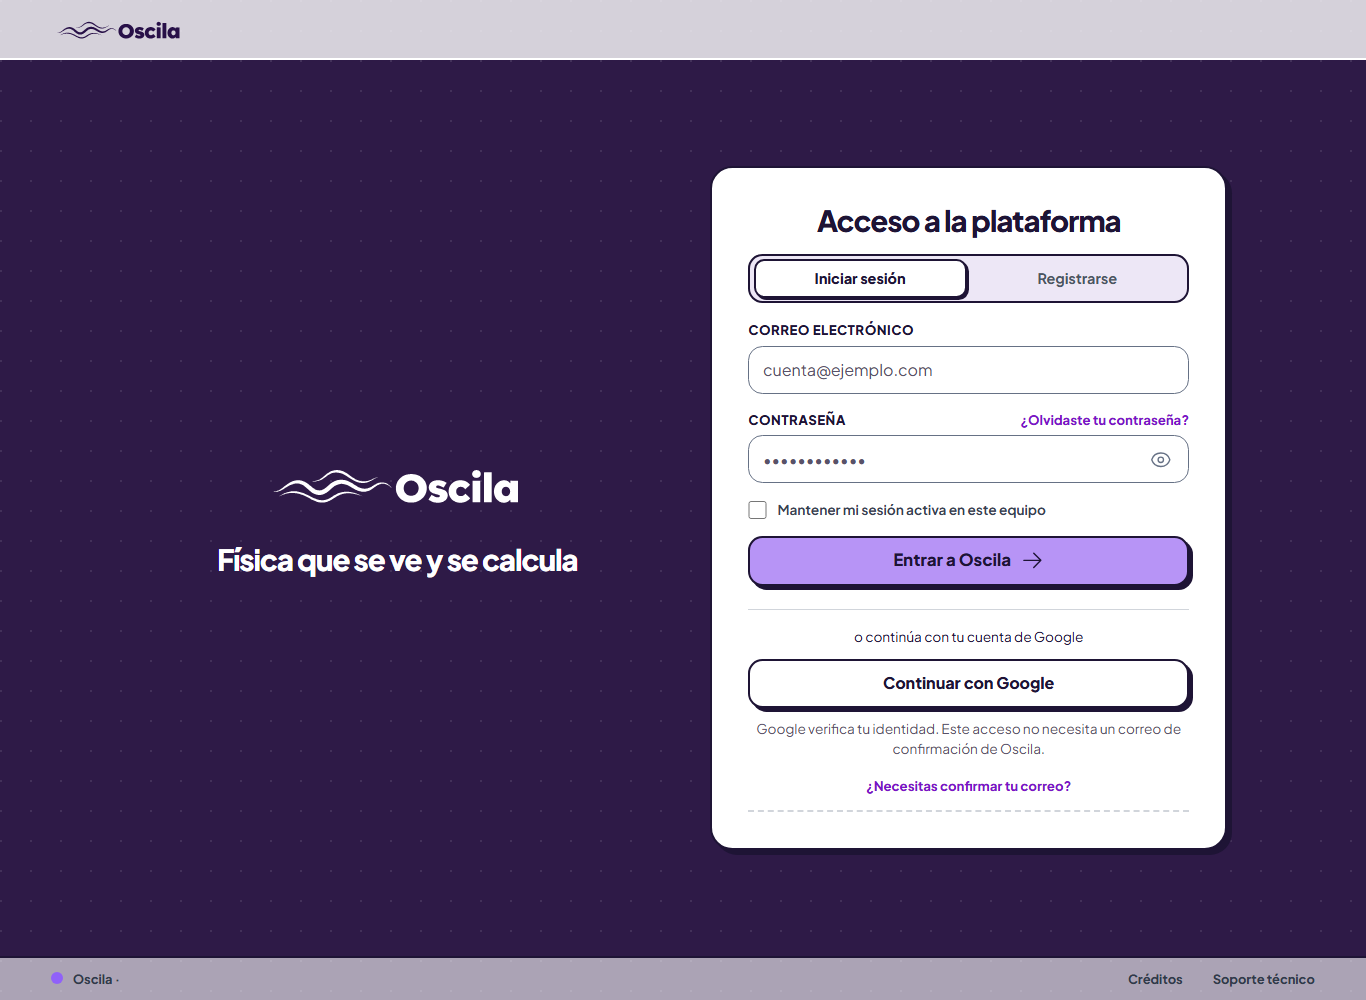 Oscila
Oscila
Física que se ve y se calcula
Acceso a la plataforma
Iniciar sesión
Registrarse
CORREO ELECTRÓNICO
cuenta@ejemplo.com
CONTRASEÑA
¿Olvidaste tu contraseña?
••••••••••••
Mantener mi sesión activa en este equipo
Entrar a Oscila
o continúa con tu cuenta de Google
Continuar con Google
Google verifica tu identidad. Este acceso no necesita un correo de
confirmación de Oscila.
¿Necesitas confirmar tu correo?
Oscila ·
Créditos
Soporte técnico